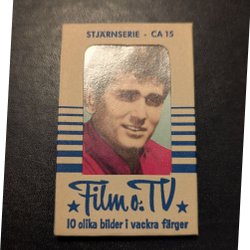 STJÄRNSERIE - CA 15
Film o. TV
10 olika bilder i vackra färger